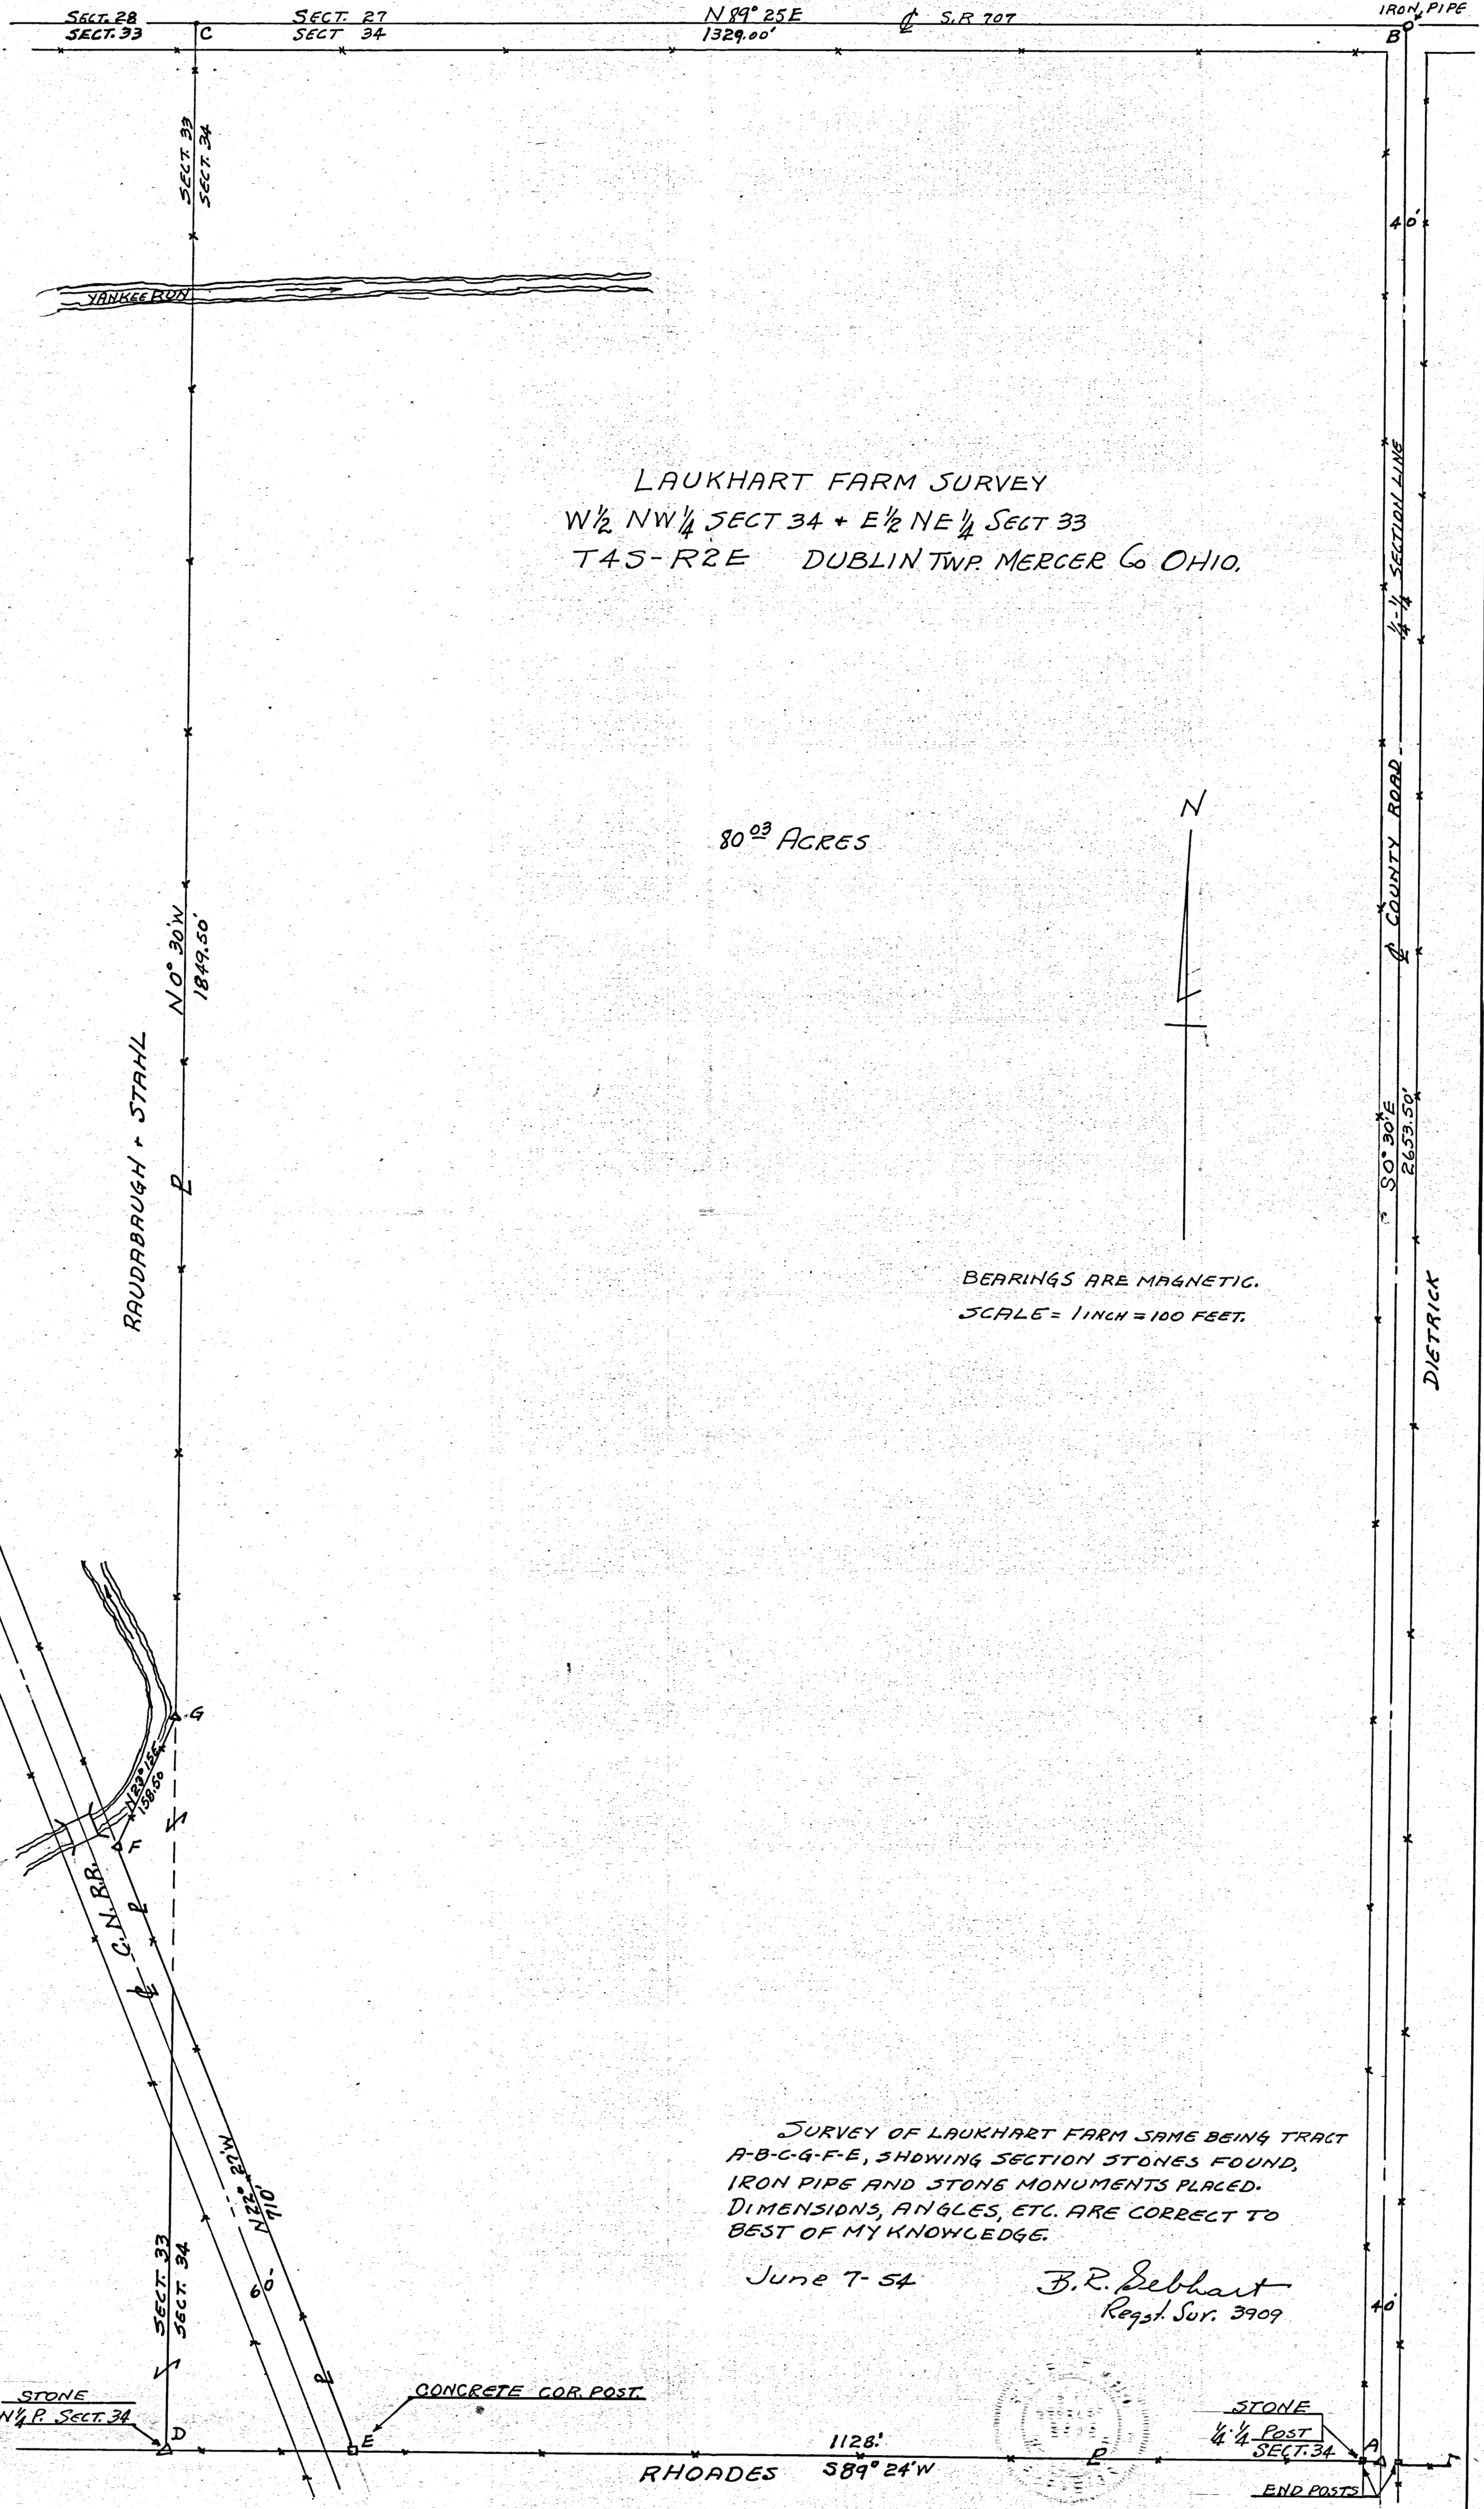 SECT. 28
SECT. 33
C
SECT. 27
SECT 34
N 89° 25 E
1329.00'
℄ S.R 707
IRON PIPE
B
SECT. 33
SECT. 34
40'
YANKEE RUN
LAUKHART FARM SURVEY
W½ NW¼ SECT 34 + E½ NE¼ SECT 33
T4S-R2E DUBLIN TWP. MERCER Co OHIO.
¼-¼ SECTION LINE
℄ COUNTY ROAD
80 03 ACRES
N
N 0° 30' W
1849.50'
RAUDABAUGH + STAHL
P
S 0° 30' E
2653.50'
BEARINGS ARE MAGNETIC.
SCALE = 1 INCH = 100 FEET.
DIETRICK
G
N 23° 15 E
158.50
F
C. N. R.R.
P
℄
SURVEY OF LAUKHART FARM SAME BEING TRACT
A-B-C-G-F-E, SHOWING SECTION STONES FOUND,
IRON PIPE AND STONE MONUMENTS PLACED.
DIMENSIONS, ANGLES, ETC. ARE CORRECT TO
BEST OF MY KNOWLEDGE.
June 7-54
B.R. Gebhart
Regst. Sur. 3909
N 22° 27' W
710'
SECT. 33
SECT. 34
60
40'
P
CONCRETE COR. POST.
STONE
¼ P. SECT. 34
D
E
1128.'
RHOADES
S 89° 24' W
P
STONE
¼-¼ POST
SECT. 34
A
END POSTS